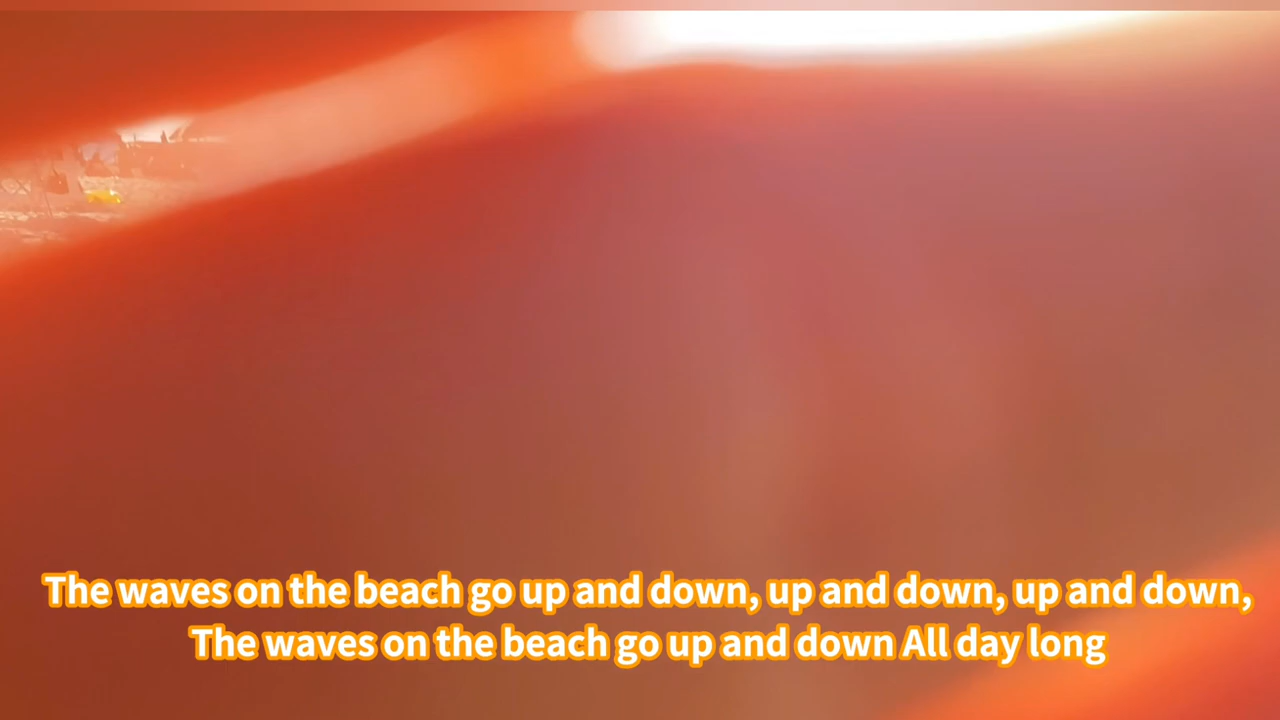 The waves on the beach go up and down, up and down, up and down,
The waves on the beach go up and down All day long